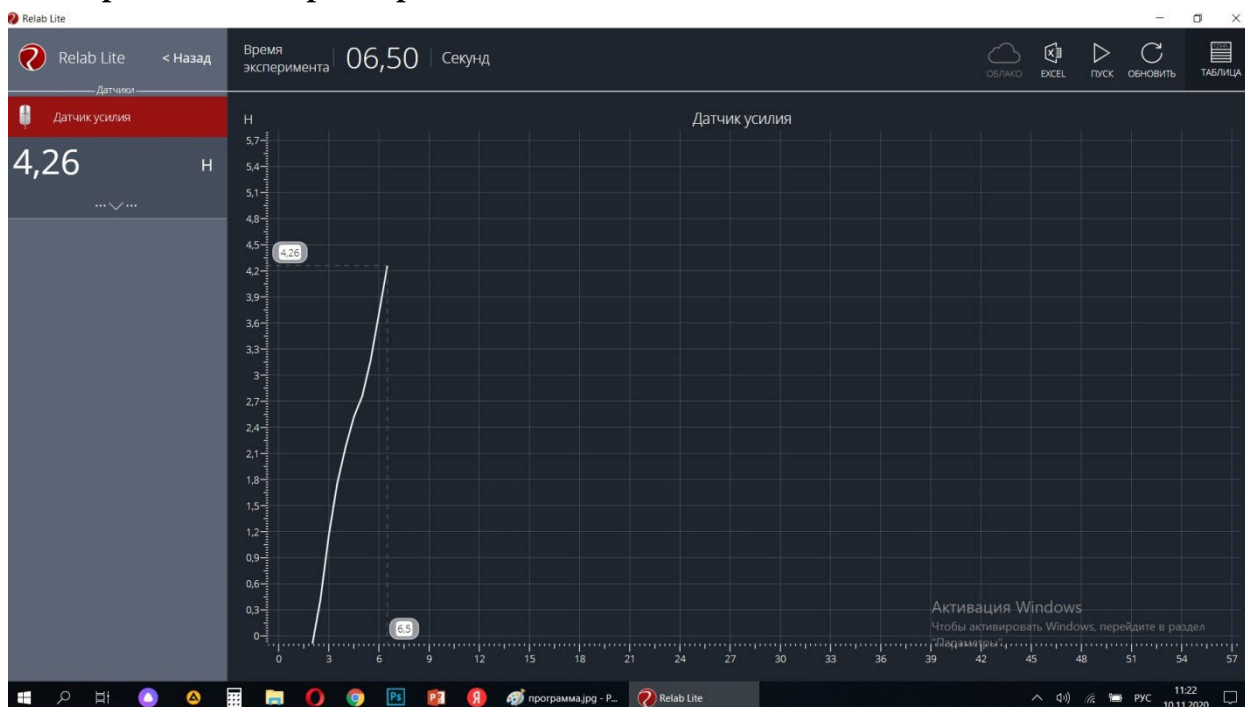 Relab Lite
Relab Lite
< Назад
Время
эксперимента
06,50
Секунд
ОБЛАКО
EXCEL
ПУСК
ОБНОВИТЬ
ТАБЛИЦА
Датчики
Датчик усилия
4,26
Н
Н
Датчик усилия
5,7
5,4
5,1
4,8
4,5
4,2
3,9
3,6
3,3
3
2,7
2,4
2,1
1,8
1,5
1,2
0,9
0,6
0,3
0
4,26
6,5
0 3 6 9 12 15 18 21 24 27 30 33 36 39 42 45 48 51 54 57
Активация Windows
Чтобы активировать Windows, перейдите в раздел
"Параметры".
Ps
Я
программа.jpg - P...
Relab Lite
РУС
11:22
10.11.2020